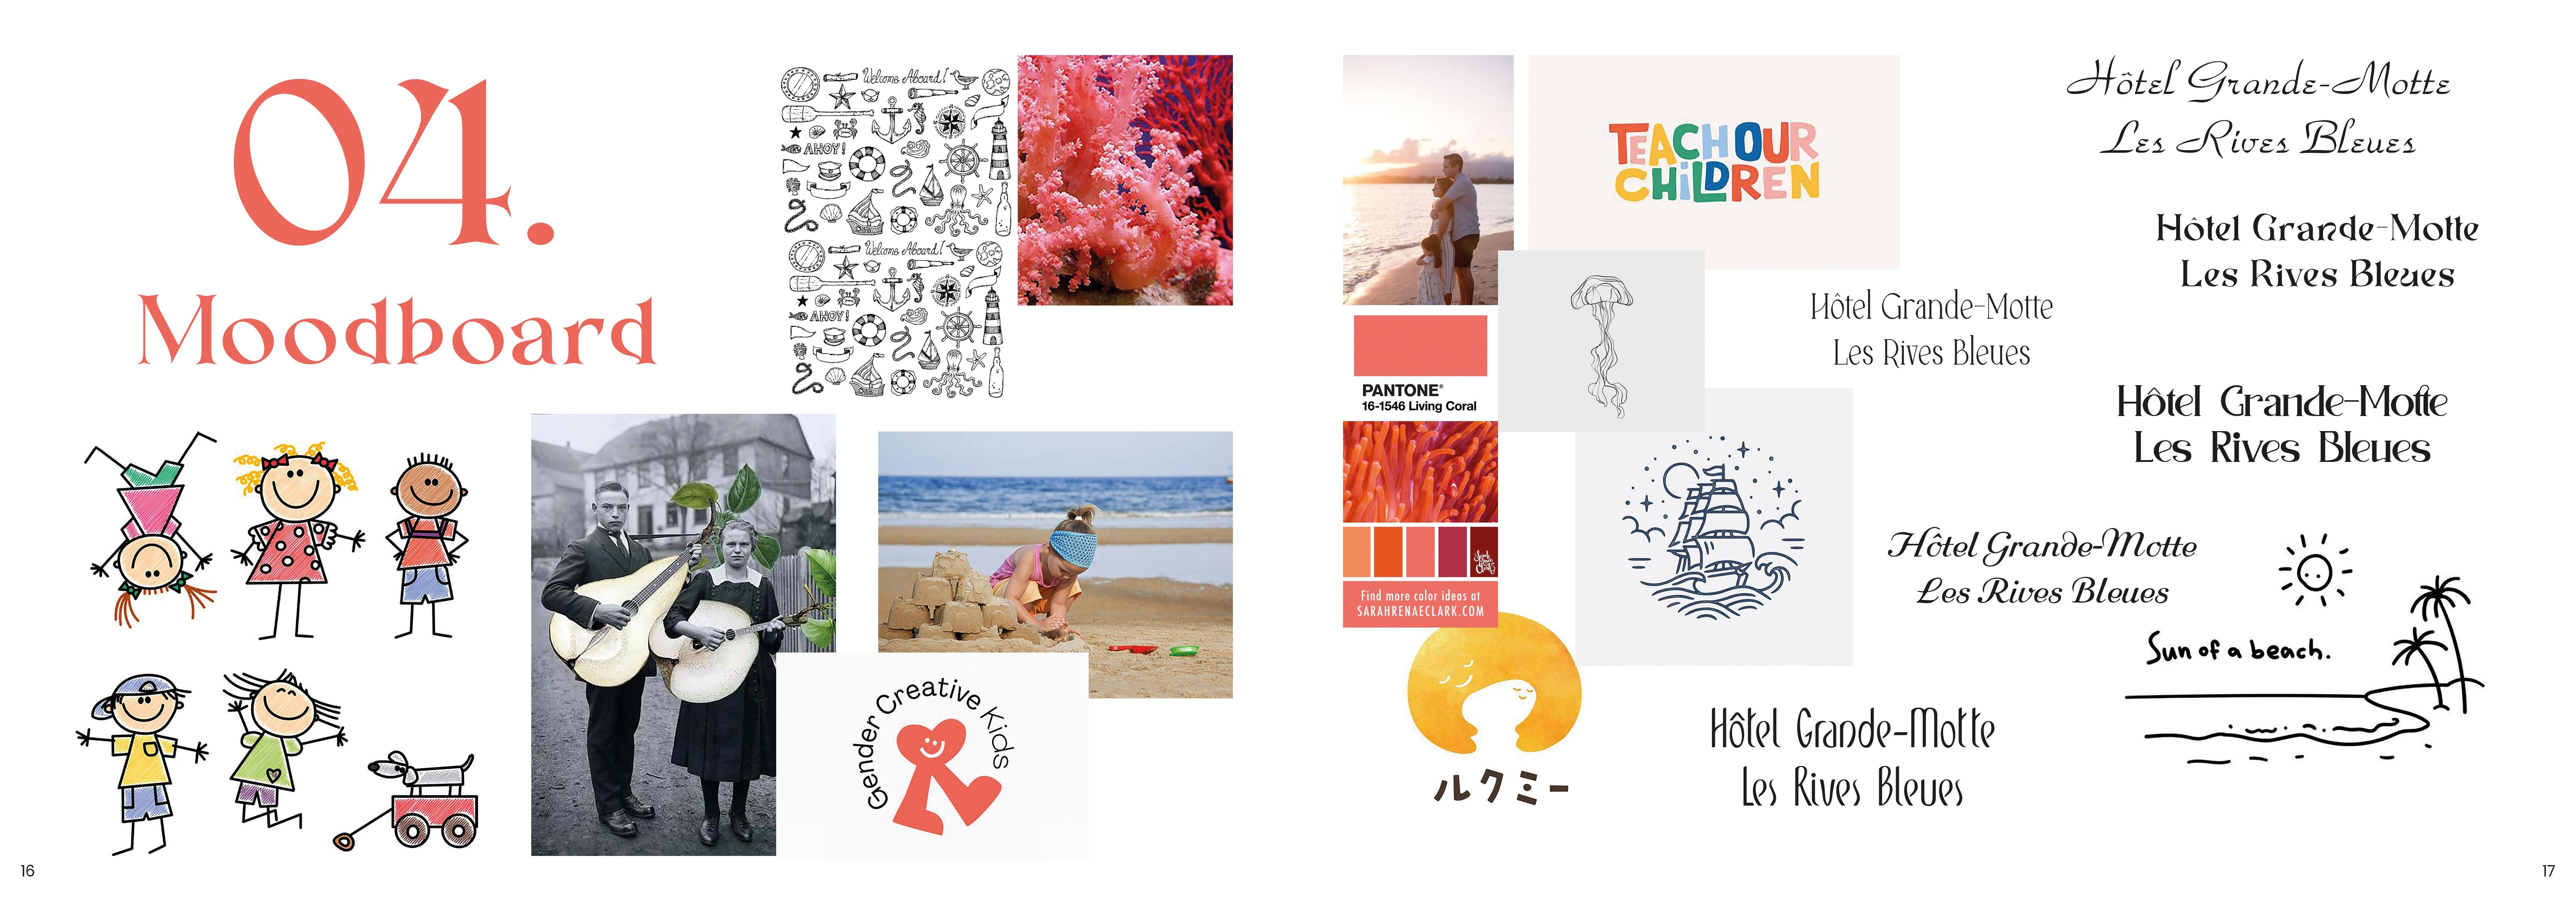 04.
Moodboard
Welcome Aboard!
AHOY!
Welcome Aboard!
AHOY!
Gender Creative Kids
16
TEACH OUR
CHiLDREN
PANTONE®
16-1546 Living Coral
Find more color ideas at
SARAHRENAECLARK.COM
ルクミー
Hôtel Grande-Motte
Les Rives Bleues
Hôtel Grande-Motte
Les Rives Bleues
Hôtel Grande-Motte
Les Rives Bleues
Hôtel Grande-Motte
Les Rives Bleues
Hôtel Grande-Motte
Les Rives Bleues
Hôtel Grande-Motte
Les Rives Bleues
Sun of a beach.
17